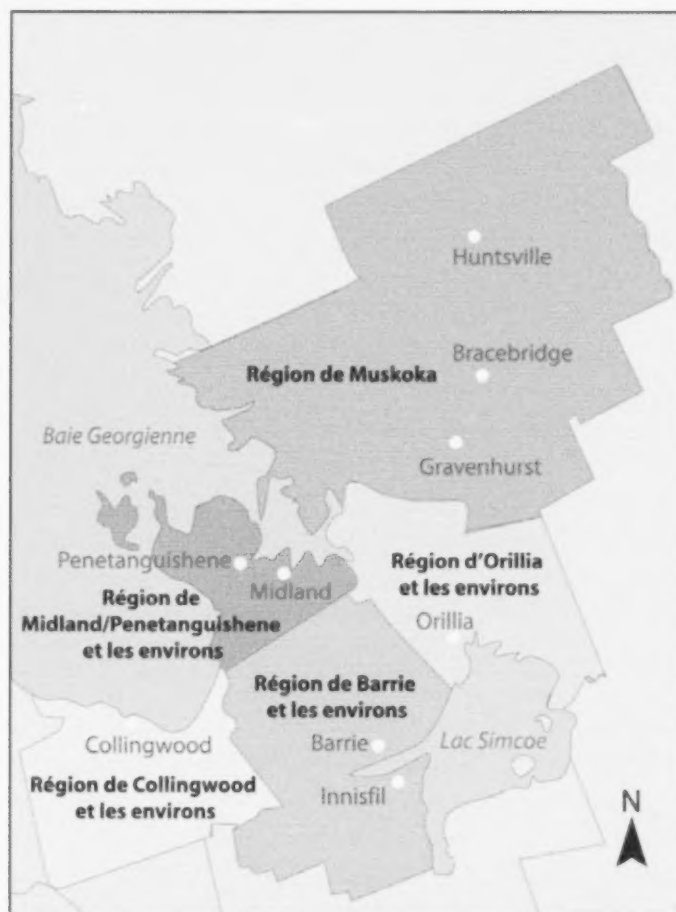 Huntsville
Bracebridge
Région de Muskoka
Baie Georgienne
Gravenhurst
Penetanguishene
Midland
Région d'Orillia
et les environs
Orillia
Région de
Midland/Penetanguishene
et les environs
Région de Barrie
et les environs
Barrie
Lac Simcoe
Collingwood
Innisfil
Région de Collingwood
et les environs
N